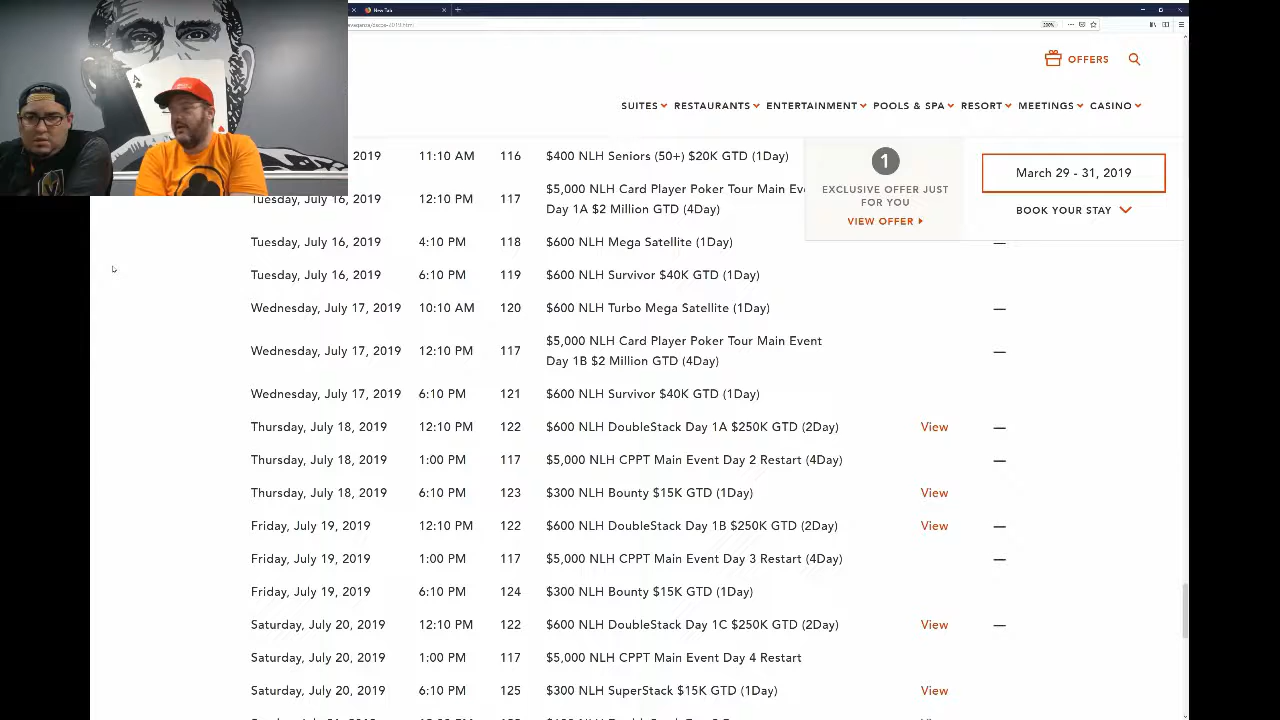 New Tab
200%
OFFERS
SUITES RESTAURANTS ENTERTAINMENT POOLS & SPA RESORT MEETINGS CASINO
1
EXCLUSIVE OFFER JUST
FOR YOU
VIEW OFFER
March 29 - 31, 2019
BOOK YOUR STAY
2019 11:10 AM 116 $400 NLH Seniors (50+) $20K GTD (1Day)
Tuesday, July 16, 2019 12:10 PM 117 $5,000 NLH Card Player Poker Tour Main Eve
Day 1A $2 Million GTD (4Day)
Tuesday, July 16, 2019 4:10 PM 118 $600 NLH Mega Satellite (1Day) —
Tuesday, July 16, 2019 6:10 PM 119 $600 NLH Survivor $40K GTD (1Day)
Wednesday, July 17, 2019 10:10 AM 120 $600 NLH Turbo Mega Satellite (1Day) —
Wednesday, July 17, 2019 12:10 PM 117 $5,000 NLH Card Player Poker Tour Main Event
Day 1B $2 Million GTD (4Day) —
Wednesday, July 17, 2019 6:10 PM 121 $600 NLH Survivor $40K GTD (1Day)
Thursday, July 18, 2019 12:10 PM 122 $600 NLH DoubleStack Day 1A $250K GTD (2Day) View —
Thursday, July 18, 2019 1:00 PM 117 $5,000 NLH CPPT Main Event Day 2 Restart (4Day) —
Thursday, July 18, 2019 6:10 PM 123 $300 NLH Bounty $15K GTD (1Day) View
Friday, July 19, 2019 12:10 PM 122 $600 NLH DoubleStack Day 1B $250K GTD (2Day) View —
Friday, July 19, 2019 1:00 PM 117 $5,000 NLH CPPT Main Event Day 3 Restart (4Day) —
Friday, July 19, 2019 6:10 PM 124 $300 NLH Bounty $15K GTD (1Day)
Saturday, July 20, 2019 12:10 PM 122 $600 NLH DoubleStack Day 1C $250K GTD (2Day) View —
Saturday, July 20, 2019 1:00 PM 117 $5,000 NLH CPPT Main Event Day 4 Restart
Saturday, July 20, 2019 6:10 PM 125 $300 NLH SuperStack $15K GTD (1Day) View